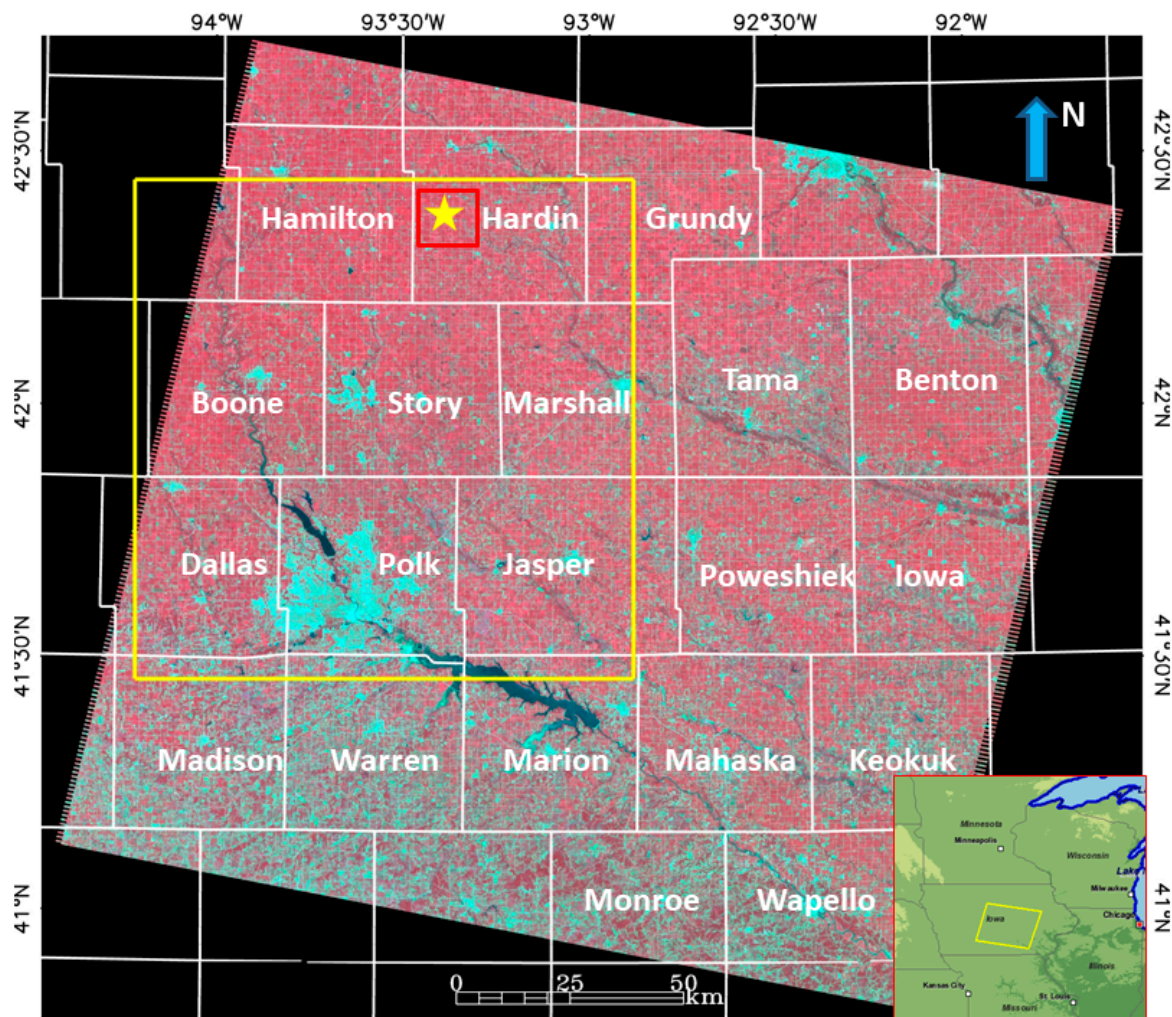 94°W 93°30'W 93°W 92°30'W 92°W
42°30'N
42°30'N
N
Hamilton Hardin Grundy
42°N
42°N
Boone Story Marshall Tama Benton
Dallas Polk Jasper Poweshiek Iowa
41°30'N
41°30'N
Madison Warren Marion Mahaska Keokuk
41°N
41°N
Monroe Wapello
0 25 50
km
Minnesota
Minneapolis
Wisconsin
Lake
Milwaukee
Chicago
Iowa
Illinois
Kansas City
St. Louis
Missouri